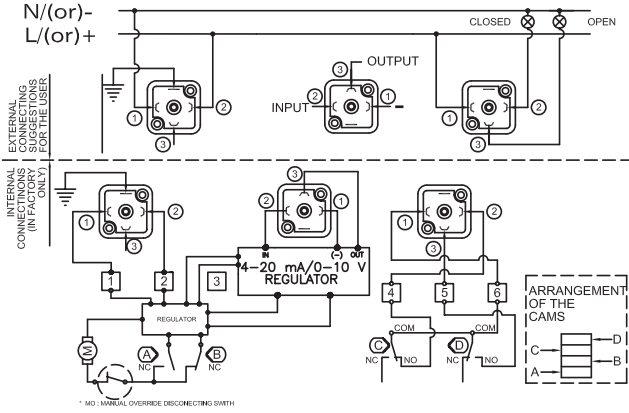 N/(or)-
L/(or)+
CLOSED
OPEN
EXTERNAL
CONNECTING
SUGGESTIONS
FOR THE USER
1
2
3
3
OUTPUT
INPUT
2
1
-
1
2
3
INTERNAL
CONNECTINONS
(IN FACTORY
ONLY)
1
2
3
3
2
1
1
2
3
IN
(-)
OUT
4-20 mA/0-10 V
REGULATOR
1
2
3
4
5
6
REGULATOR
M
A
NC
B
NC
COM
COM
C
NC
NO
D
NC
NO
ARRANGEMENT
OF THE
CAMS
C
A
D
B
* MO : MANUAL OVERRIDE DISCONECTING SWITH